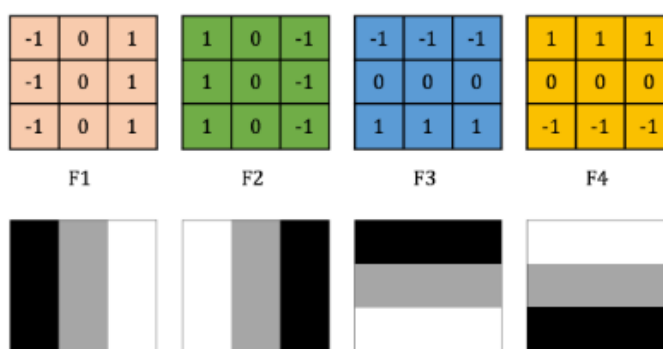 -1 0 1 1 0 -1 -1 -1 -1 1 1 1
-1 0 1 1 0 -1 0 0 0 0 0 0
-1 0 1 1 0 -1 1 1 1 -1 -1 -1
F1 F2 F3 F4